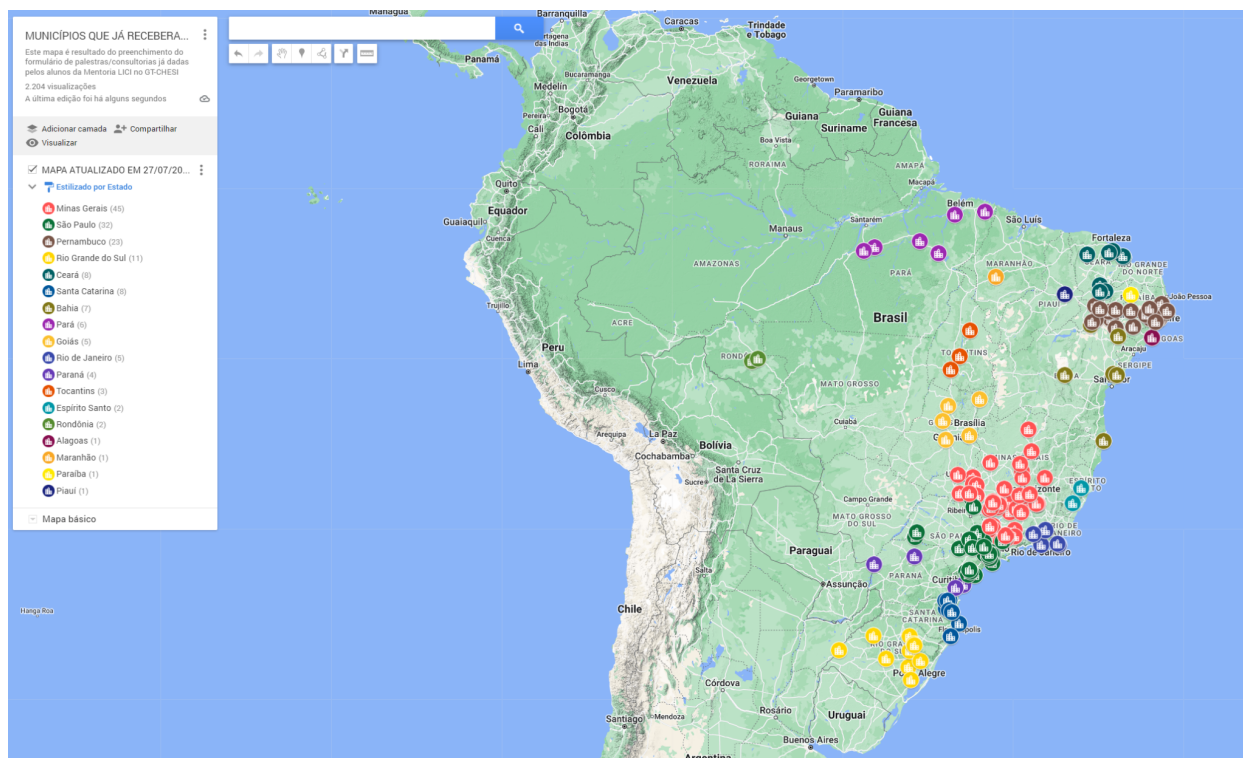 MUNICÍPIOS QUE JÁ RECEBERA...
Este mapa é resultado do preenchimento do
formulário de palestras/consultorias já dadas
pelos alunos da Mentoria LICI no GT-CHESI
2.204 visualizações
A última edição foi há alguns segundos
Adicionar camada
Compartilhar
Visualizar
MAPA ATUALIZADO EM 27/07/20...
Estilizado por Estado
Minas Gerais (45)
São Paulo (32)
Pernambuco (23)
Rio Grande do Sul (11)
Ceará (8)
Santa Catarina (8)
Bahia (7)
Pará (6)
Goiás (5)
Rio de Janeiro (5)
Paraná (4)
Tocantins (3)
Espírito Santo (2)
Rondônia (2)
Alagoas (1)
Maranhão (1)
Paraíba (1)
Piauí (1)
Mapa básico
Managua
Barranquilla
Caracas
Trindade
e Tobago
das Índias
Panamá
Bucaramanga
Venezuela
Georgetown
Medellín
Paramaribo
Bogotá
Pereira
Guiana
Guiana
Francesa
Suriname
Cali
Colômbia
Boa Vista
RORAIMA
AMAPÁ
Macapá
Quito
Equador
Belém
São Luís
Guayaquil
Santarém
Manaus
Fortaleza
Cuenca
AMAZONAS
MARANHÃO
RIO GRANDE
DO NORTE
PARÁ
PIAUÍ
João Pessoa
Trujillo
Brasil
ACRE
Peru
Aracaju
Lima
SERGIPE
MATO GROSSO
Cusco
Cuiabá
Brasília
Arequipa
La Paz
Bolívia
Cochabamba
Santa Cruz
de La Sierra
Sucre
Campo Grande
MATO GROSSO
DO SUL
Paraguai
Rio de Janeiro
Salta
Assunção
PARANÁ
Hanga Roa
Chile
SANTA
CATARINA
Porto Alegre
Córdova
Santiago
Mendoza
Rosário
Uruguai
Buenos Aires
Argentina